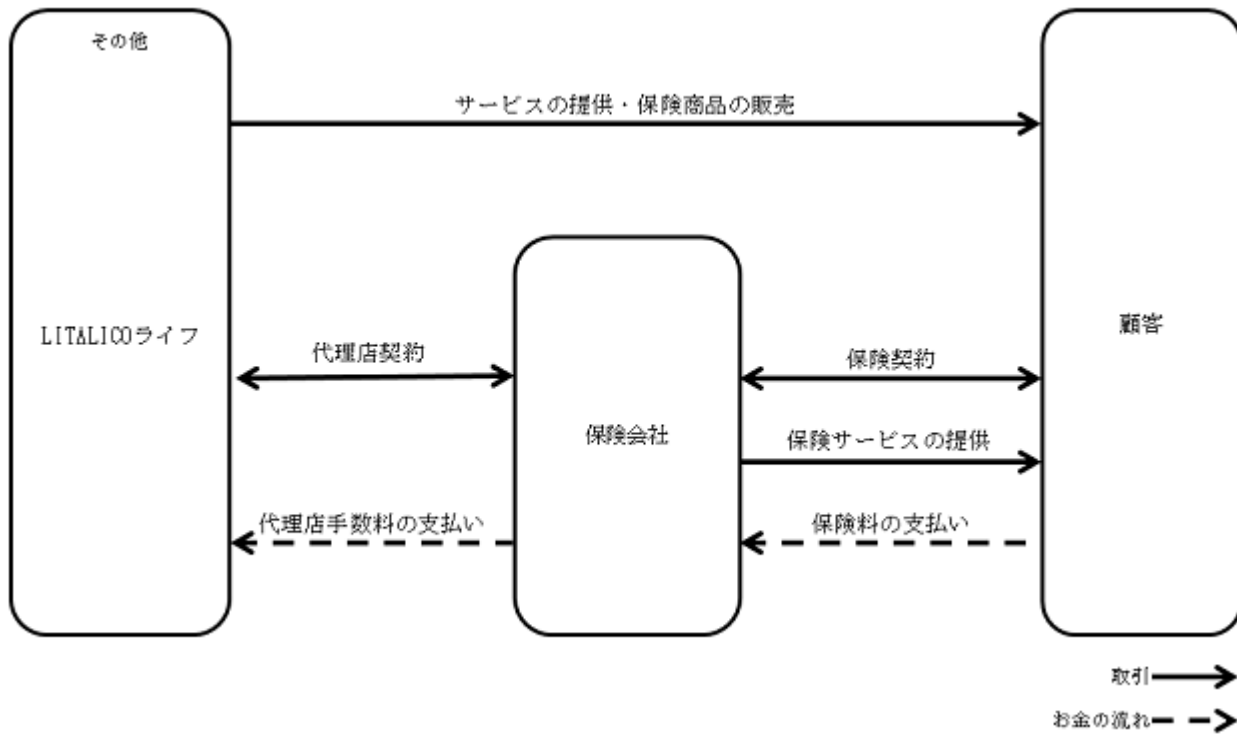 その他
サービスの提供・保険商品の販売
LITALICOライフ
顧客
代理店契約
保険契約
保険会社
保険サービスの提供
代理店手数料の支払い
保険料の支払い
取引
お金の流れ